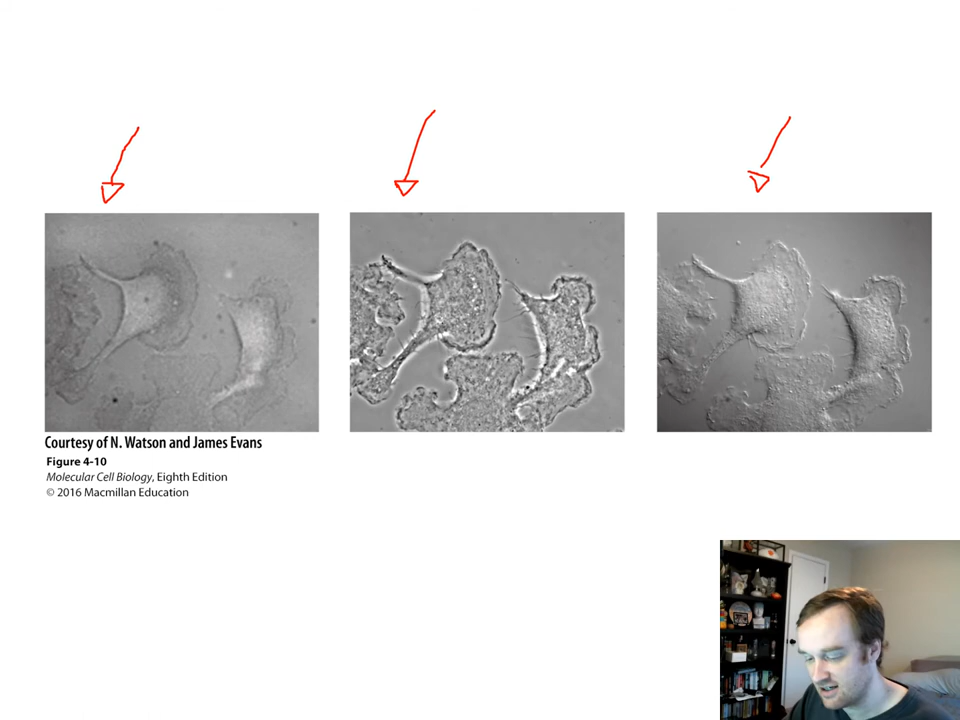 Courtesy of N. Watson and James Evans
Figure 4-10
Molecular Cell Biology, Eighth Edition
© 2016 Macmillan Education